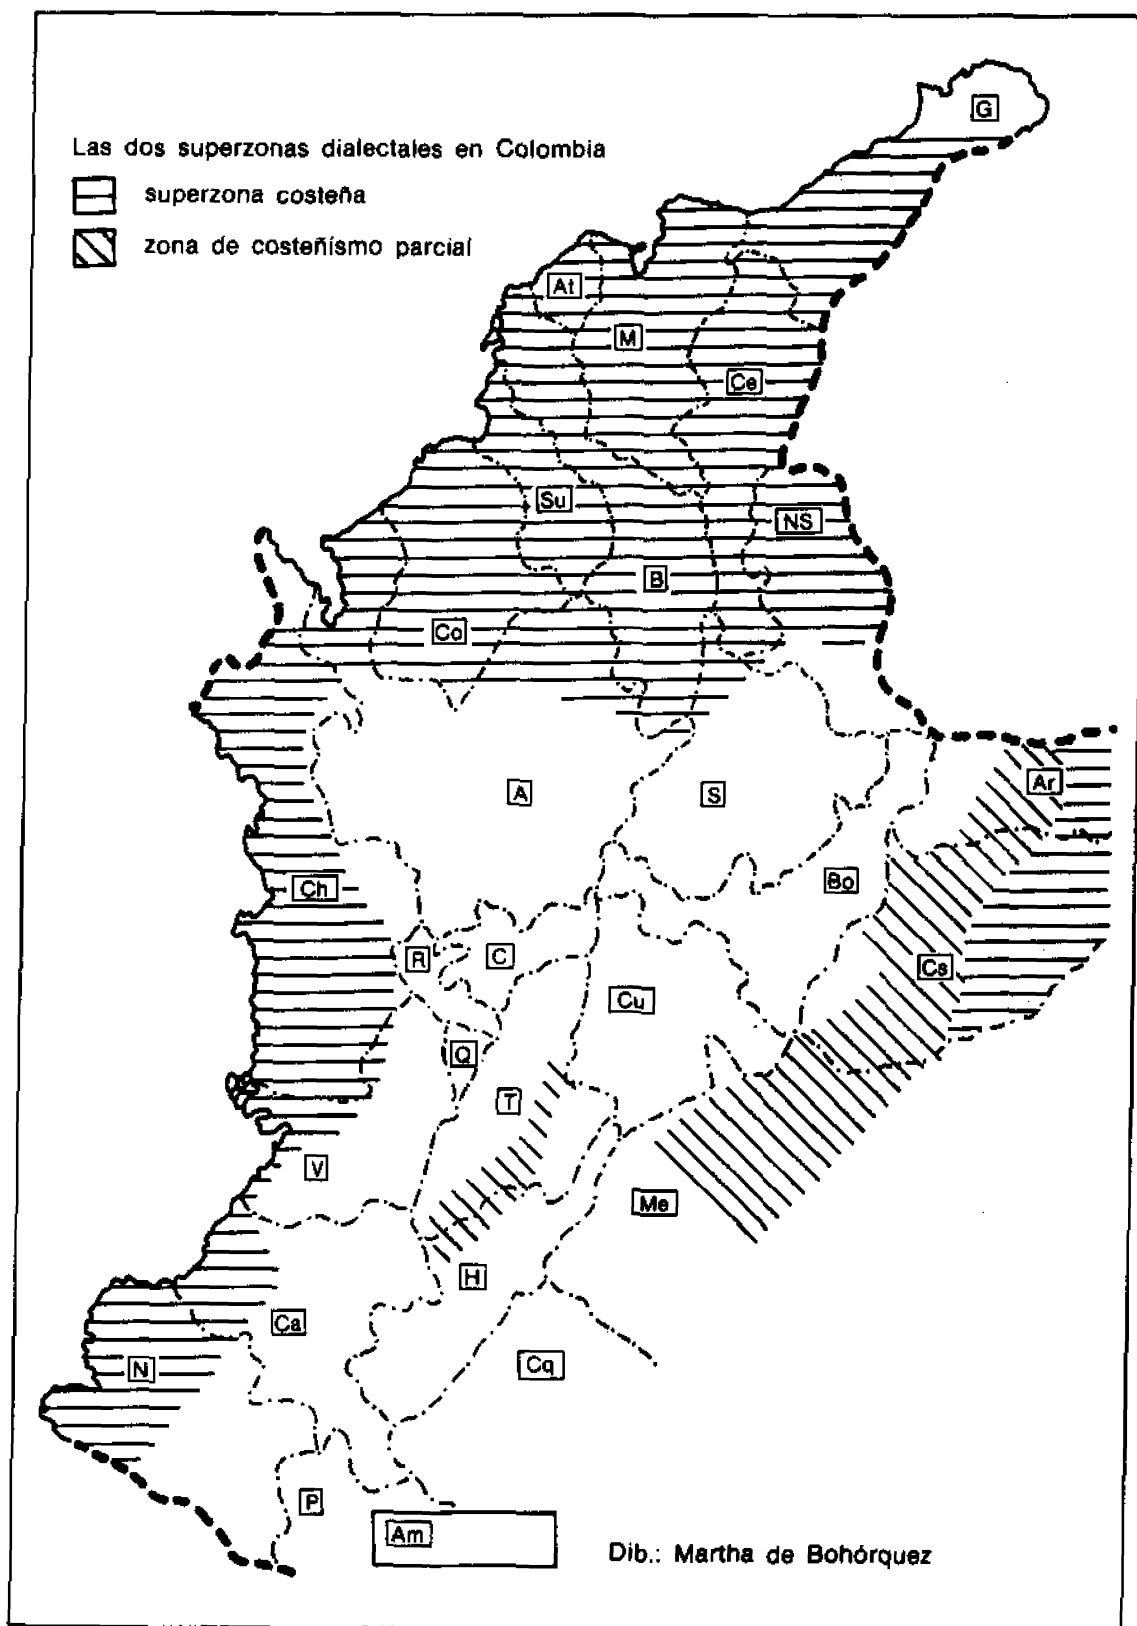 Las dos superzonas dialectales en Colombia
superzona costeña
zona de costeñísmo parcial
G
At
M
Ce
Su
NS
B
Co
A
S
Ar
Ch
Bo
R
C
Cs
Cu
Q
T
V
Me
H
Ca
Cq
N
P
Am
Dib.: Martha de Bohórquez